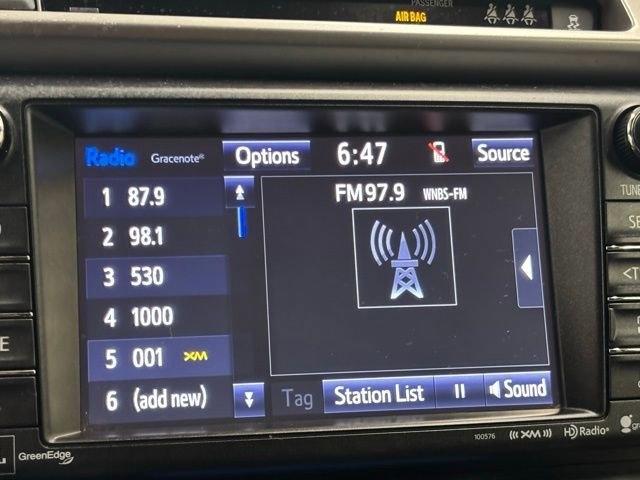 PASSENGER
AIR BAG
Radio Gracenote® Options 6:47 Source
1 87.9
2 98.1
3 530
4 1000
5 001 XM
6 (add new)
FM 97.9 WNBS-FM
Tag Station List Sound
GreenEdge
100576 XM HD Radio®
TUNE